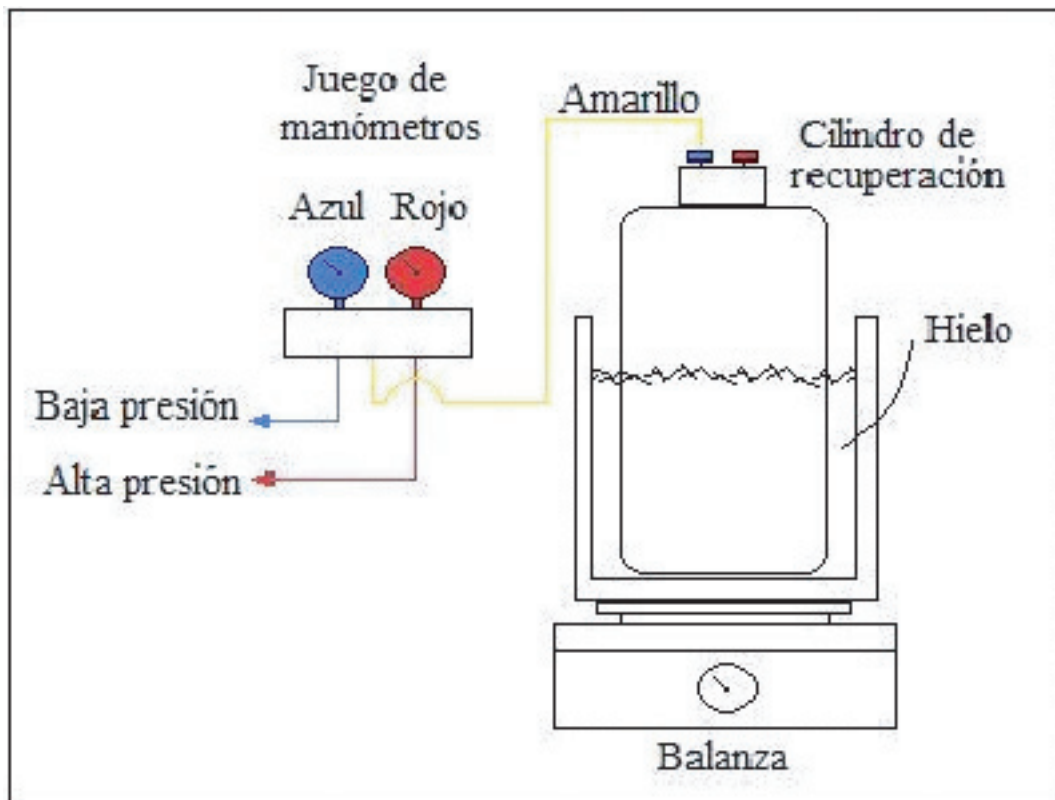 Juego de
manómetros
Azul Rojo
Amarillo
Cilindro de
recuperación
Hielo
Baja presión
Alta presión
Balanza